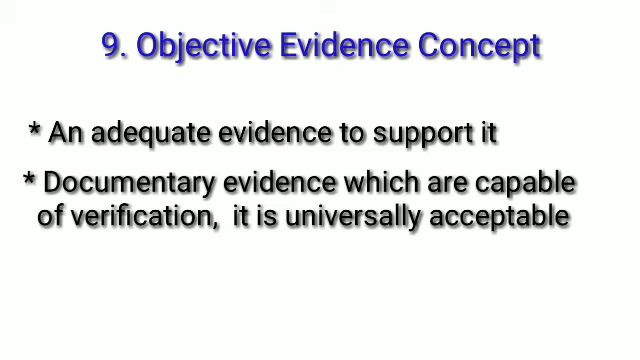 9. Objective Evidence Concept
* An adequate evidence to support it
* Documentary evidence which are capable
of verification, it is universally acceptable